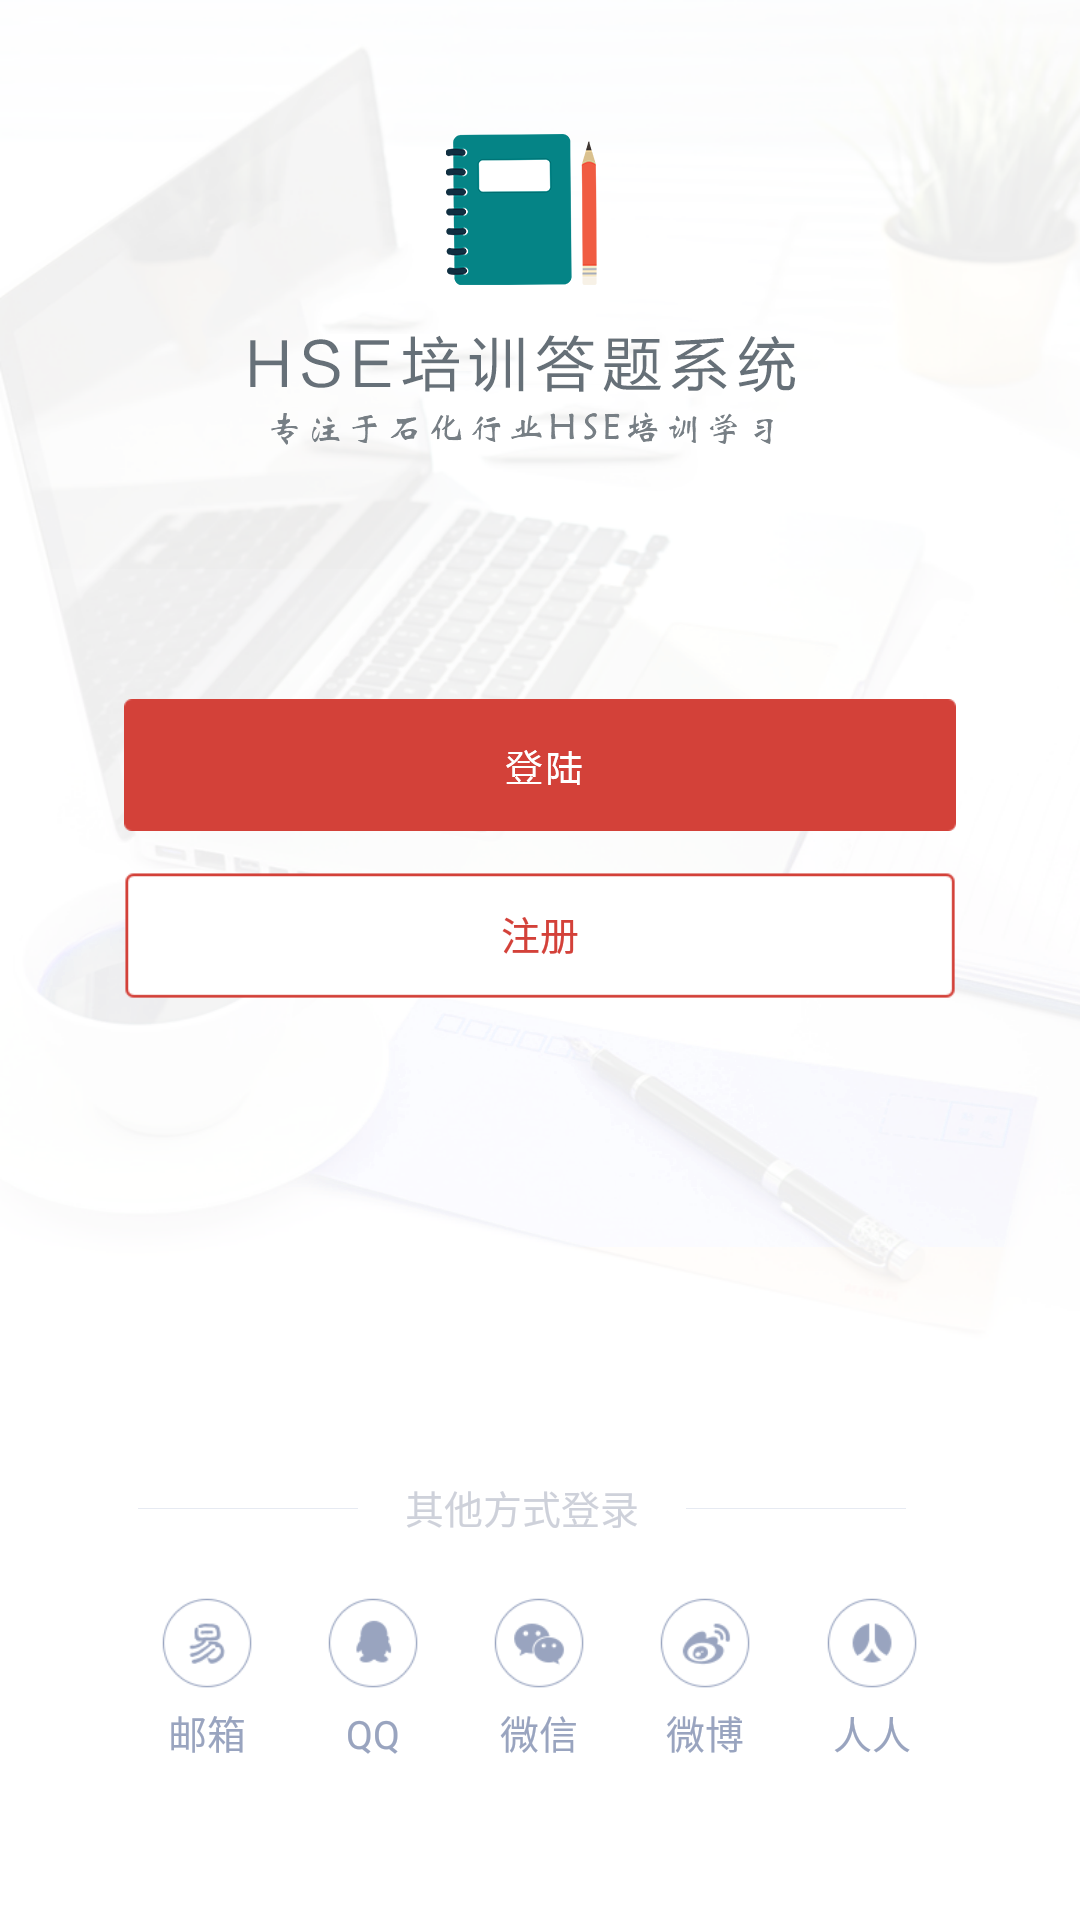 HSE培训答题系统
专注于石化行业HSE培训学习
登陆
注册
其他方式登录
易
邮箱 QQ 微信 微博 人人